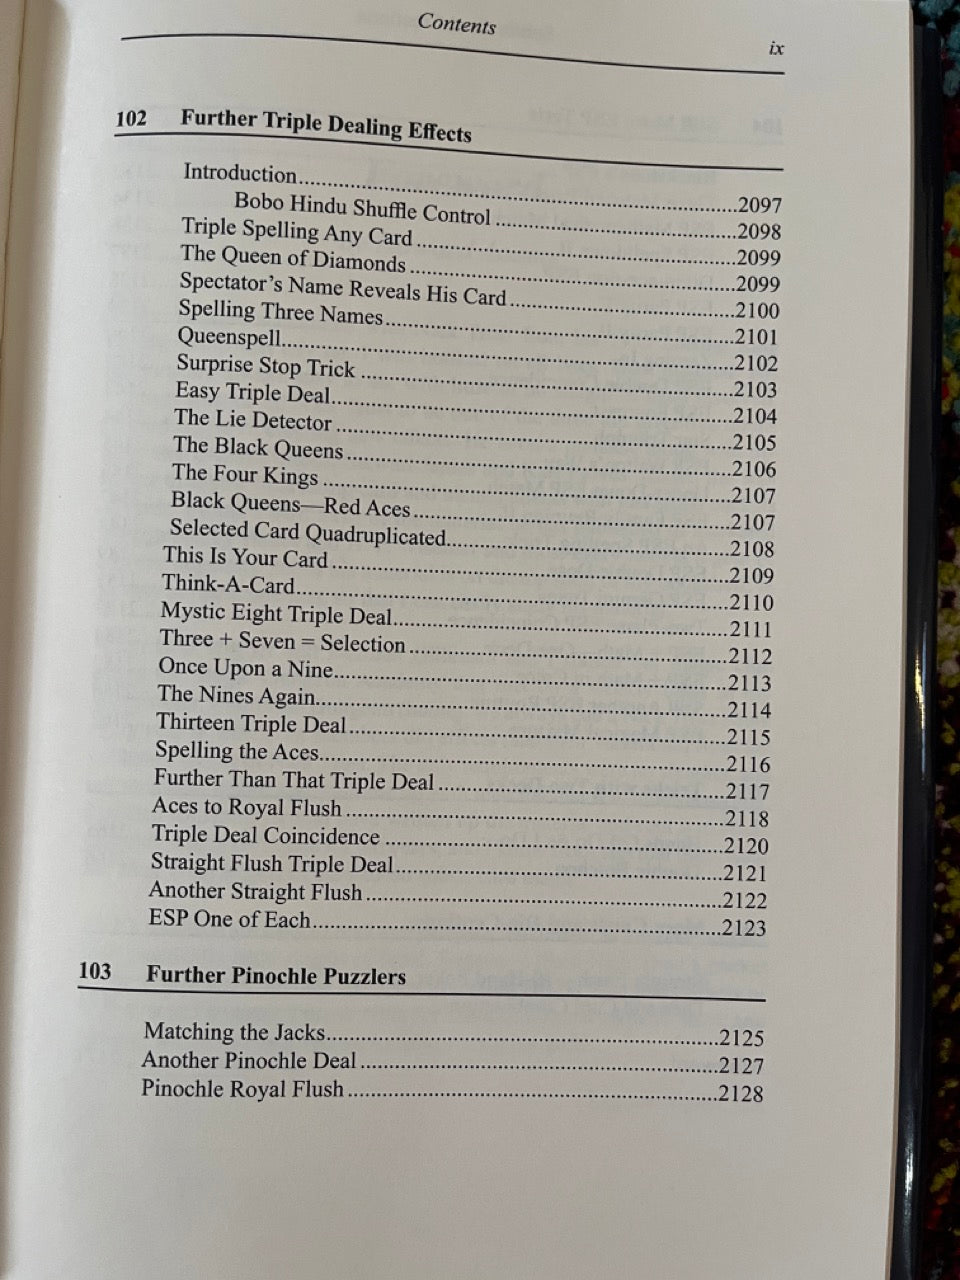 Contents
ix
102 Further Triple Dealing Effects
Introduction....................2097
Bobo Hindu Shuffle Control....................2098
Triple Spelling Any Card....................2099
The Queen of Diamonds....................2099
Spectator's Name Reveals His Card....................2100
Spelling Three Names....................2101
Queenspell....................2102
Surprise Stop Trick....................2103
Easy Triple Deal....................2104
The Lie Detector....................2105
The Black Queens....................2106
The Four Kings....................2107
Black Queens—Red Aces....................2107
Selected Card Quadruplicated....................2108
This Is Your Card....................2109
Think-A-Card....................2110
Mystic Eight Triple Deal....................2111
Three + Seven = Selection....................2112
Once Upon a Nine....................2113
The Nines Again....................2114
Thirteen Triple Deal....................2115
Spelling the Aces....................2116
Further Than That Triple Deal....................2117
Aces to Royal Flush....................2118
Triple Deal Coincidence....................2120
Straight Flush Triple Deal....................2121
Another Straight Flush....................2122
ESP One of Each....................2123
103 Further Pinochle Puzzlers
Matching the Jacks....................2125
Another Pinochle Deal....................2127
Pinochle Royal Flush....................2128